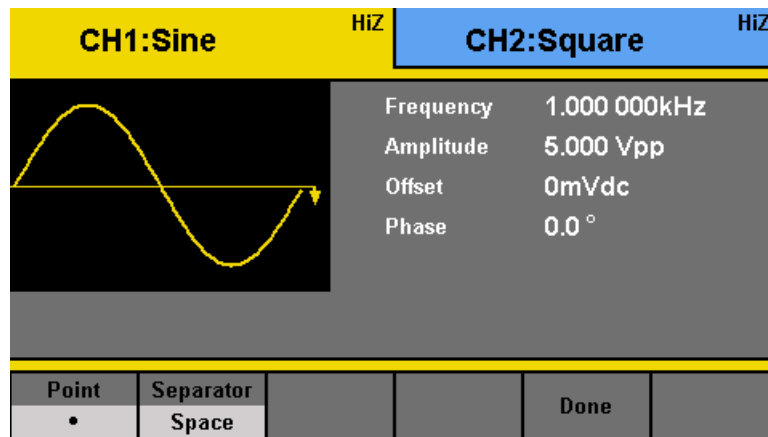 CH1:Sine HiZ CH2:Square HiZ
Frequency 1.000 000kHz
Amplitude 5.000 Vpp
Offset 0mVdc
Phase 0.0 °
Point Separator
• Space
Done